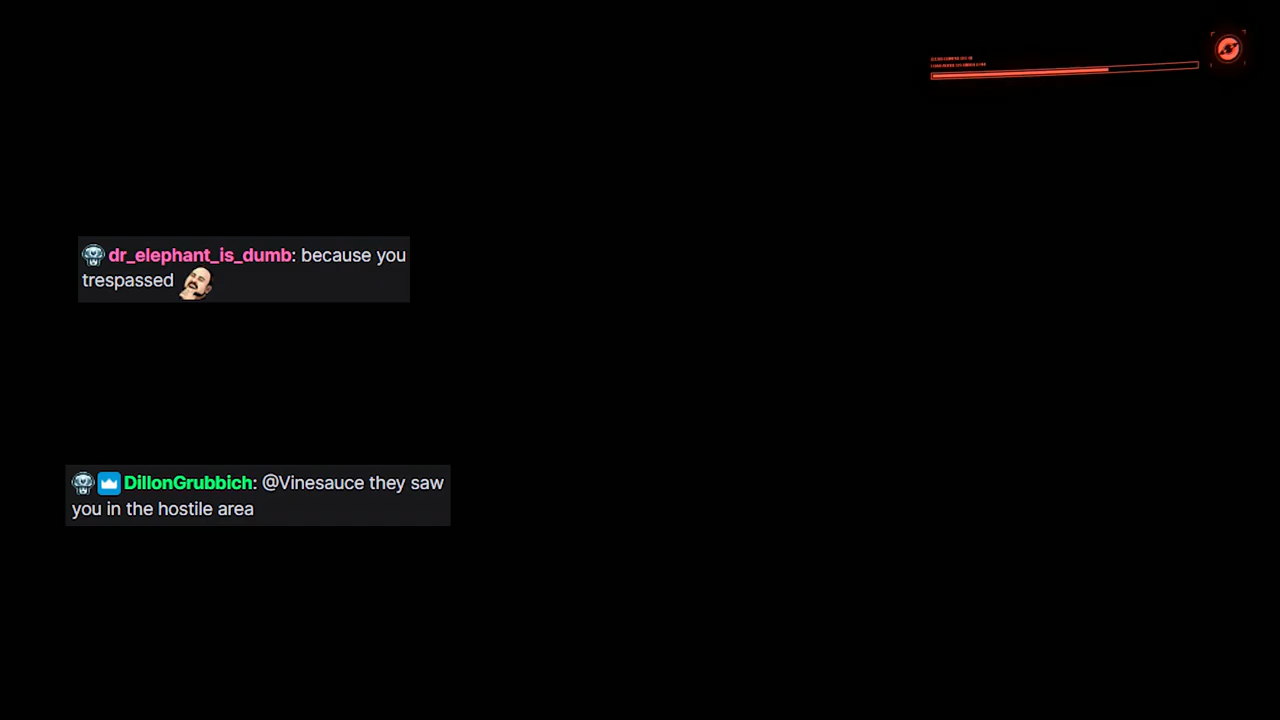 dr_elephant_is_dumb: because you
trespassed
DillonGrubbich: @Vinesauce they saw
you in the hostile area